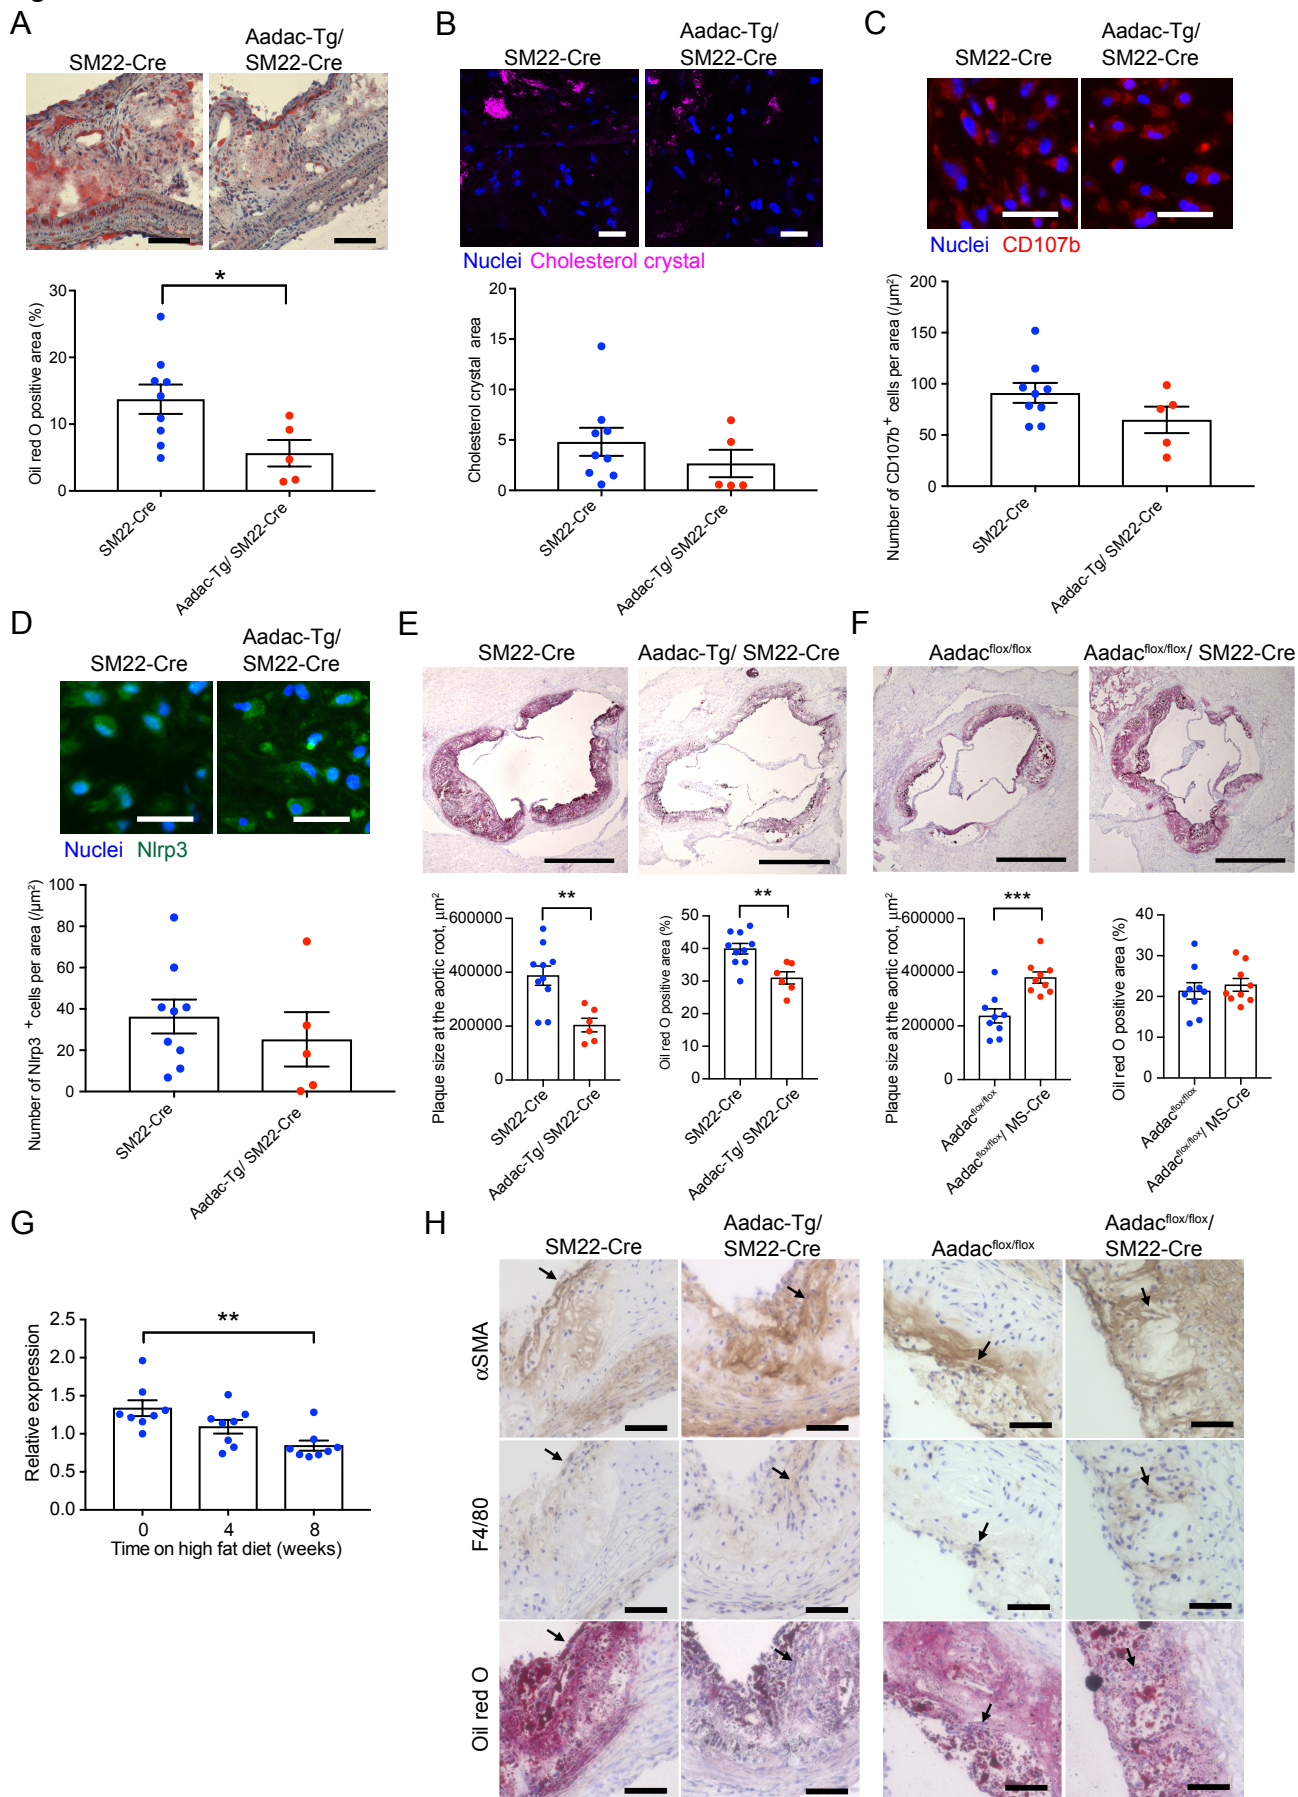 A
SM22-Cre
Aadac-Tg/
SM22-Cre
Oil red O positive area (%)
30
20
10
0
*
SM22-Cre
Aadac-Tg/ SM22-Cre
B
SM22-Cre
Aadac-Tg/
SM22-Cre
Nuclei Cholesterol crystal
Cholesterol crystal area
20
15
10
5
0
SM22-Cre
Aadac-Tg/ SM22-Cre
C
SM22-Cre
Aadac-Tg/
SM22-Cre
Nuclei CD107b
Number of CD107b+ cells per area (/μm²)
200
150
100
50
0
SM22-Cre
Aadac-Tg/ SM22-Cre
D
SM22-Cre
Aadac-Tg/
SM22-Cre
Nuclei Nlrp3
Number of Nlrp3 + cells per area (/μm²)
100
80
60
40
20
0
SM22-Cre
Aadac-Tg/ SM22-Cre
E
SM22-Cre
Aadac-Tg/ SM22-Cre
Plaque size at the aortic root, μm²
600000
400000
200000
0
**
SM22-Cre
Aadac-Tg/ SM22-Cre
Oil red O positive area (%)
50
40
30
20
10
0
**
SM22-Cre
Aadac-Tg/ SM22-Cre
F
Aadacflox/flox
Aadacflox/flox/ SM22-Cre
Plaque size at the aortic root, μm²
600000
400000
200000
0
***
Aadacflox/flox
Aadacflox/flox/ MS-Cre
Oil red O positive area (%)
40
30
20
10
0
Aadacflox/flox
Aadacflox/flox/ MS-Cre
G
Relative expression
2.5
2.0
1.5
1.0
0.5
0.0
**
0
4
8
Time on high fat diet (weeks)
H
SM22-Cre
Aadac-Tg/
SM22-Cre
Aadacflox/flox
Aadacflox/flox/
SM22-Cre
αSMA
F4/80
Oil red O